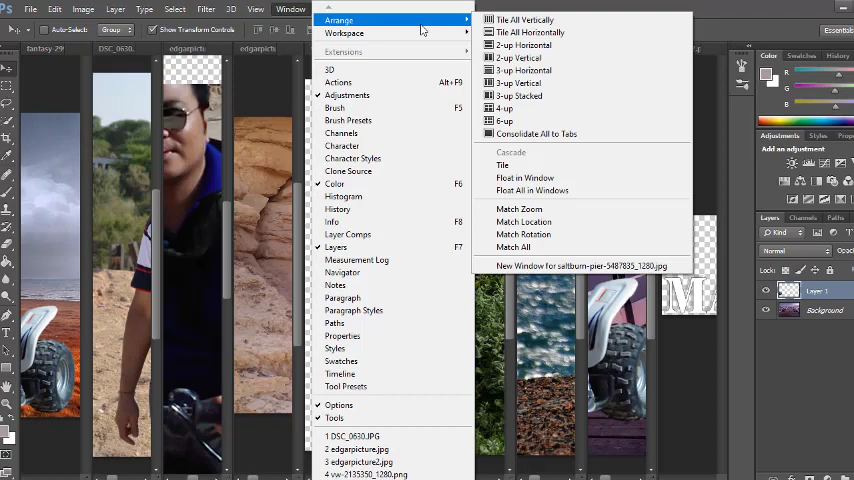 Ps File Edit Image Layer Type Select Filter 3D View Window
Auto-Select: Group Show Transform Controls Essentials
fantasy 29 DSC_0630. edgarpictu edgarpictu
Arrange
Workspace
Extensions
3D
Actions Alt+F9
Adjustments
Brush F5
Brush Presets
Channels
Character
Character Styles
Clone Source
Color F6
Histogram
History
Info F8
Layer Comps
Layers F7
Measurement Log
Navigator
Notes
Paragraph
Paragraph Styles
Paths
Properties
Styles
Swatches
Timeline
Tool Presets
Options
Tools
1 DSC_0630.JPG
2 edgarpicture.jpg
3 edgarpicture2.jpg
4 vw-2135350_1280.png
Tile All Vertically
Tile All Horizontally
2-up Horizontal
2-up Vertical
3-up Horizontal
3-up Vertical
3-up Stacked
4-up
6-up
Consolidate All to Tabs
Cascade
Tile
Float in Window
Float All in Windows
Match Zoom
Match Location
Match Rotation
Match All
New Window for saltburn-pier-5487835_1280.jpg
MA
Color Swatches Styles
R
G
B
Adjustments Styles Prop
Add an adjustment
Layers Channels Paths
Kind
Normal
Lock:
Layer 1
Background